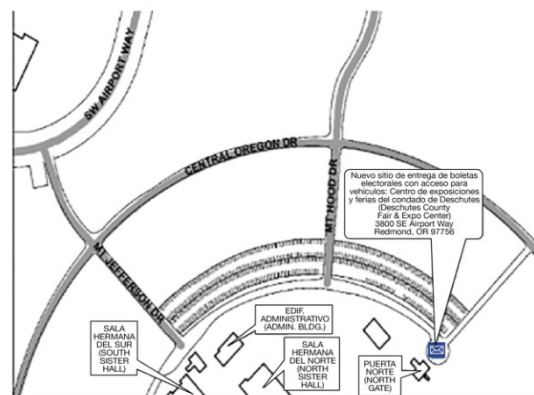 SW AIRPORT WAY
CENTRAL OREGON DR
MT HOOD DR
MT JEFFERSON DR
Nuevo sitio de entrega de boletas
electorales con acceso para
vehículos: Centro de exposiciones
y ferias del condado de Deschutes
(Deschutes County
Fair & Expo Center)
3800 SE Airport Way
Redmond, OR 97756
EDIF.
ADMINISTRATIVO
(ADMIN. BLDG.)
SALA
HERMANA
DEL SUR
(SOUTH
SISTER
HALL)
SALA
HERMANA
DEL NORTE
(NORTH
SISTER
HALL)
PUERTA
NORTE
(NORTH
GATE)